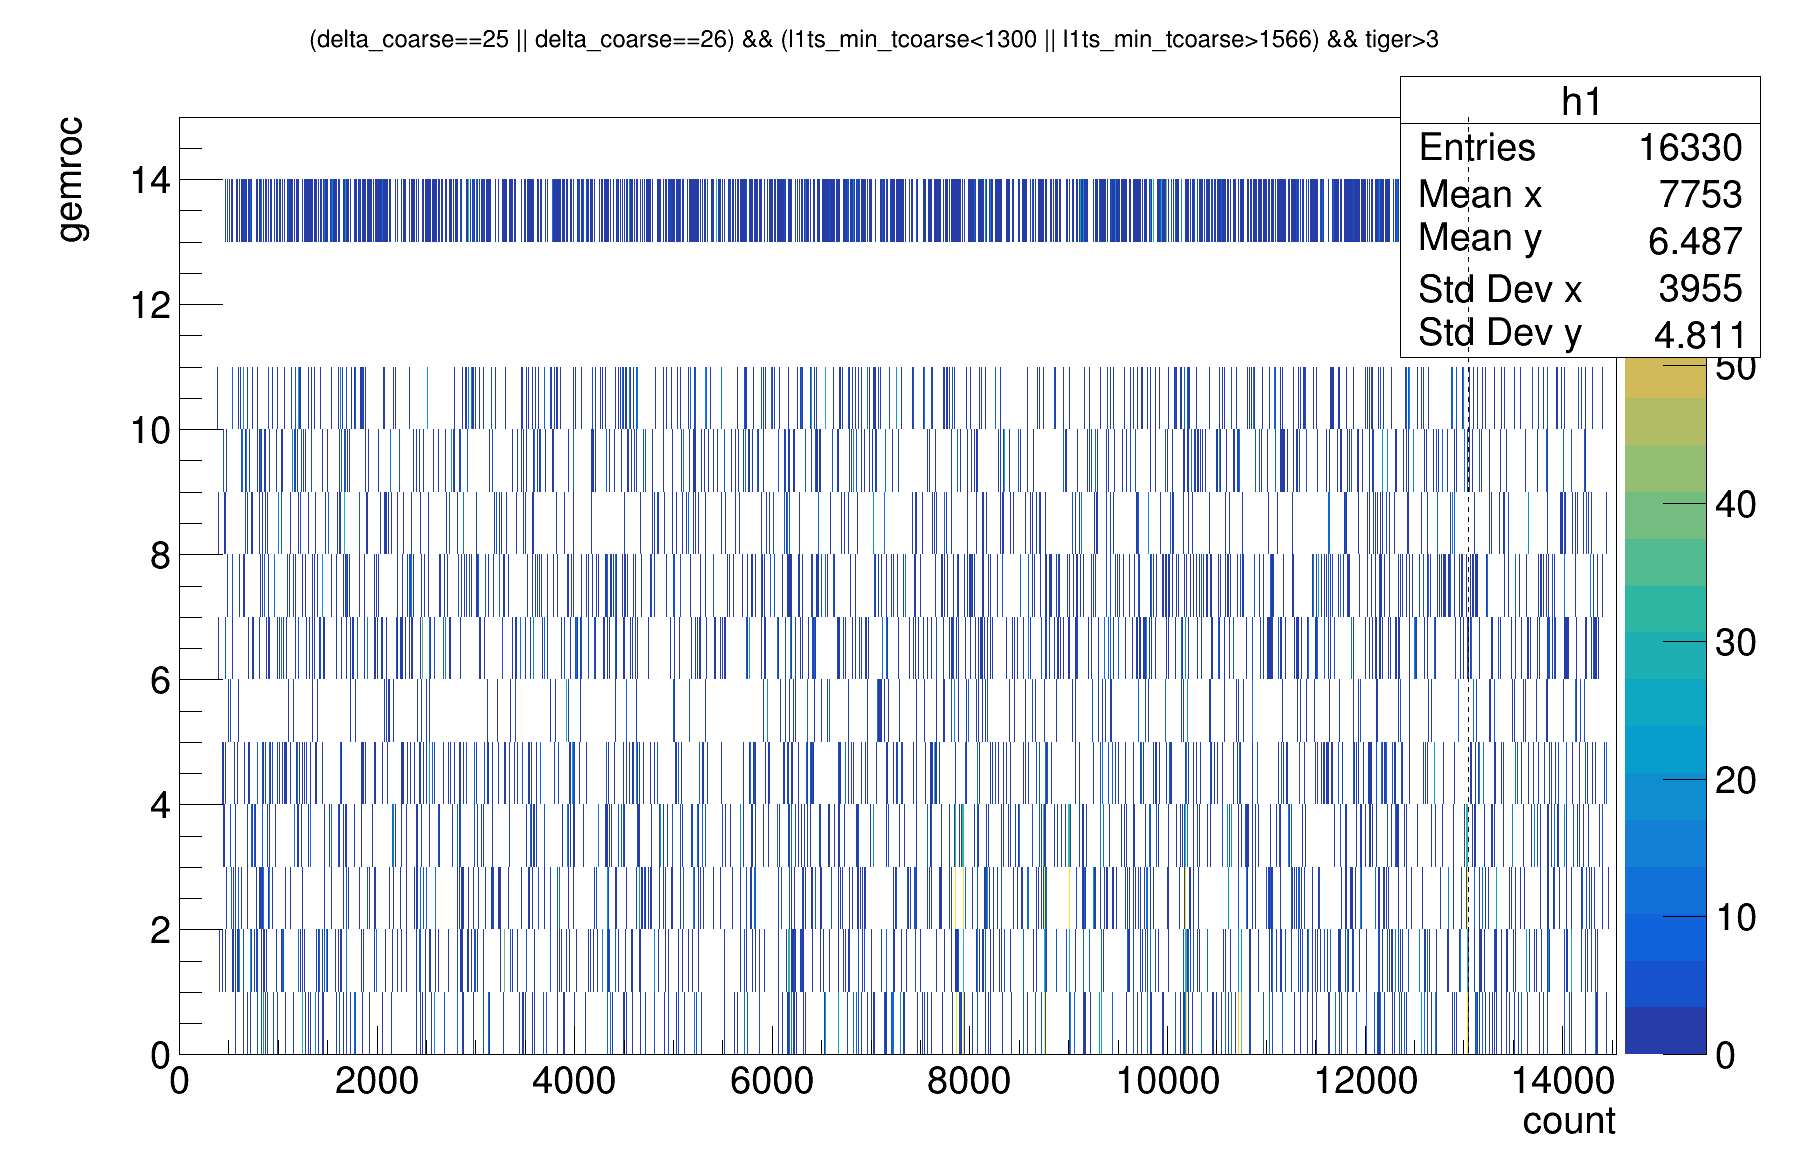 (delta_coarse==25 || delta_coarse==26) && (l1ts_min_tcoarse<1300 || l1ts_min_tcoarse>1566) && tiger>3
h1
Entries 16330
Mean x 7753
Mean y 6.487
Std Dev x 3955
Std Dev y 4.811
gemroc
14
12
10
8
6
4
2
0
50
40
30
20
10
0
0 2000 4000 6000 8000 10000 12000 14000
count